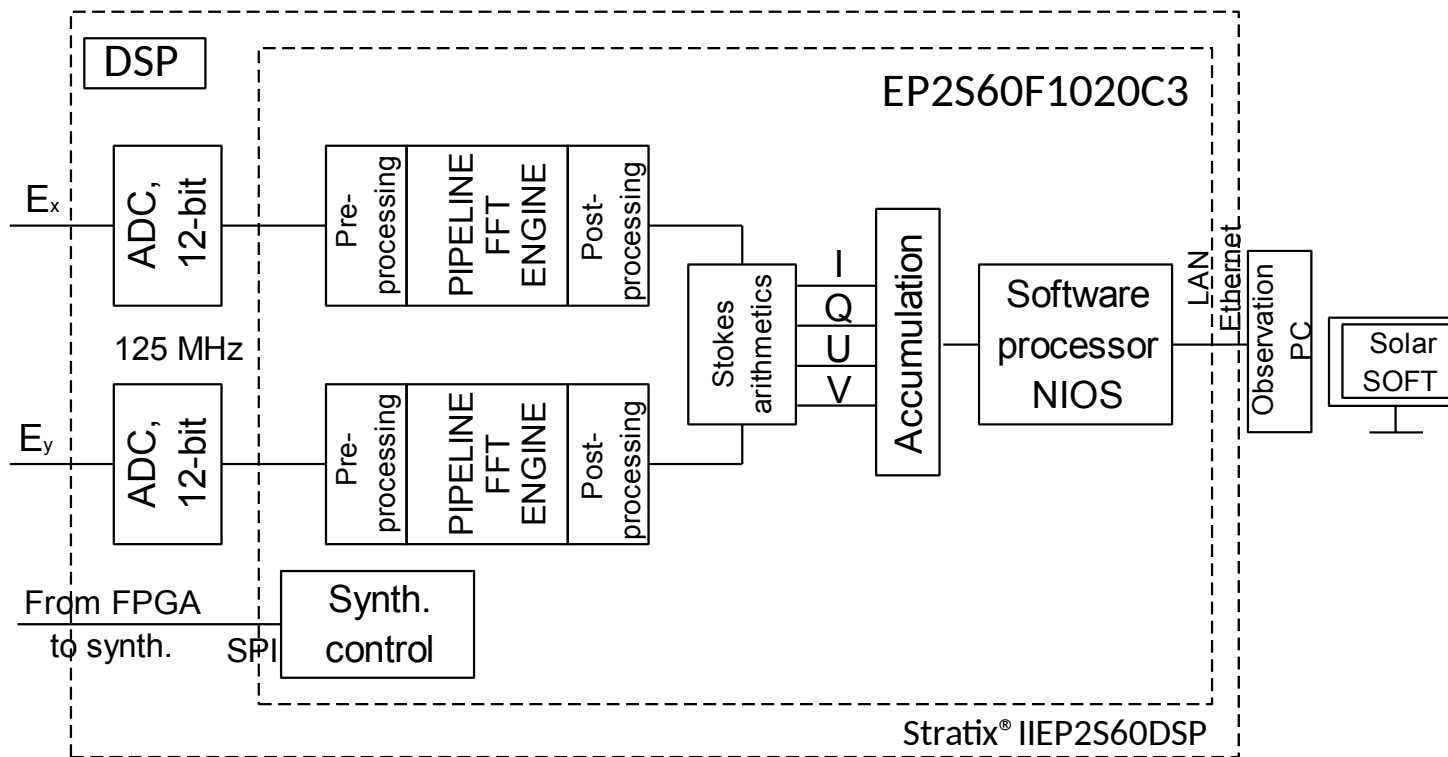 DSP
EP2S60F1020C3
Ex
ADC,
12-bit
Pre-
processing
PIPELINE
FFT
ENGINE
Post-
processing
125 MHz
Stokes
arithmetics
I
Q
U
V
Accumulation
Software
processor
NIOS
LAN
Ethernet
Observation
PC
Solar
SOFT
Ey
ADC,
12-bit
Pre-
processing
PIPELINE
FFT
ENGINE
Post-
processing
From FPGA
to synth.
SPI
Synth.
control
Stratix® IIEP2S60DSP